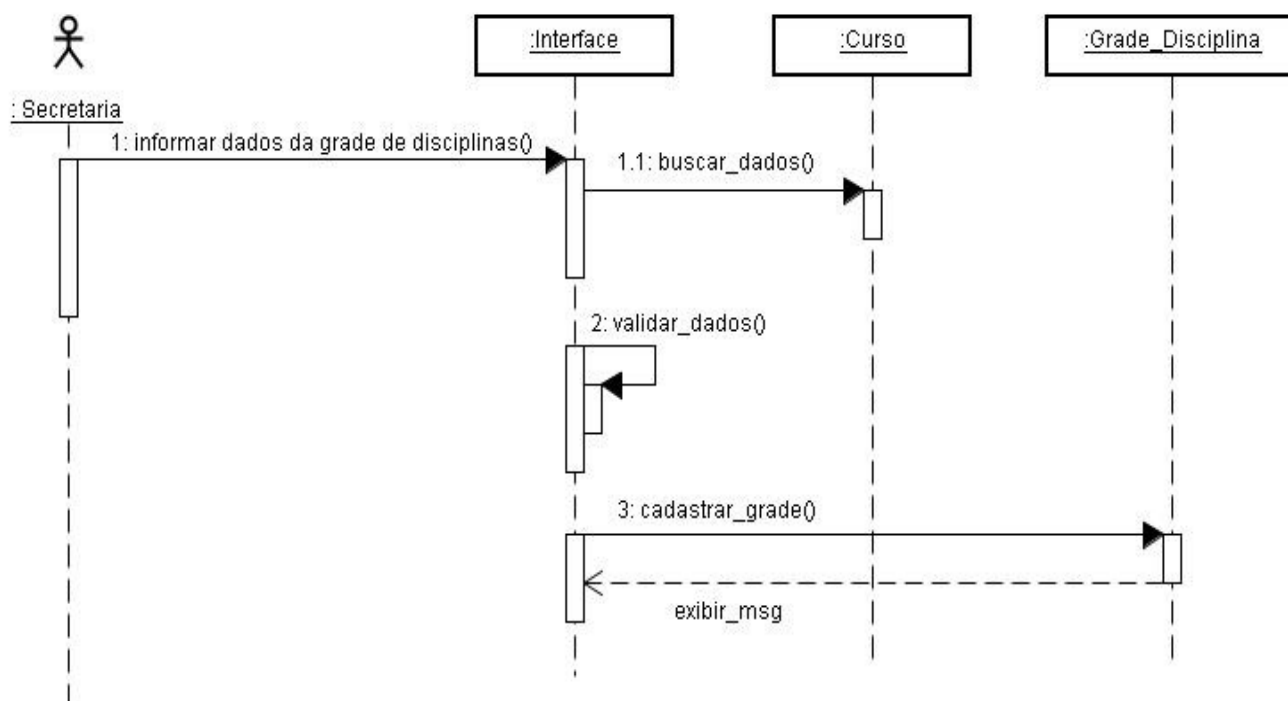 :Interface
:Curso
:Grade_Disciplina
: Secretaria
1: informar dados da grade de disciplinas()
1.1: buscar_dados()
2: validar_dados()
3: cadastrar_grade()
exibir_msg